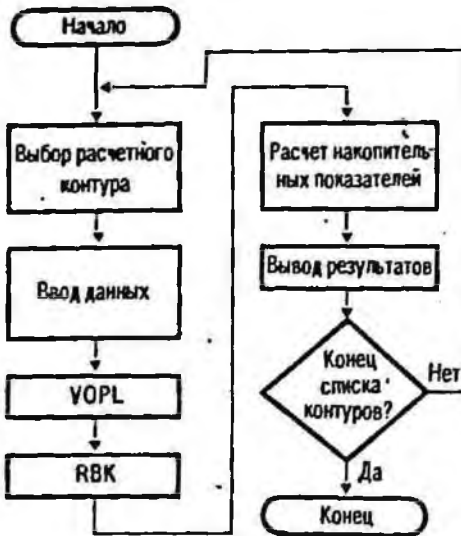 Начало
Выбор расчетного
контура
Ввод данных
VOPL
RBK
Расчет накопитель-
ных показателей
Вывод результатов
Конец
списка
контуров?
Нет
Да
Конец